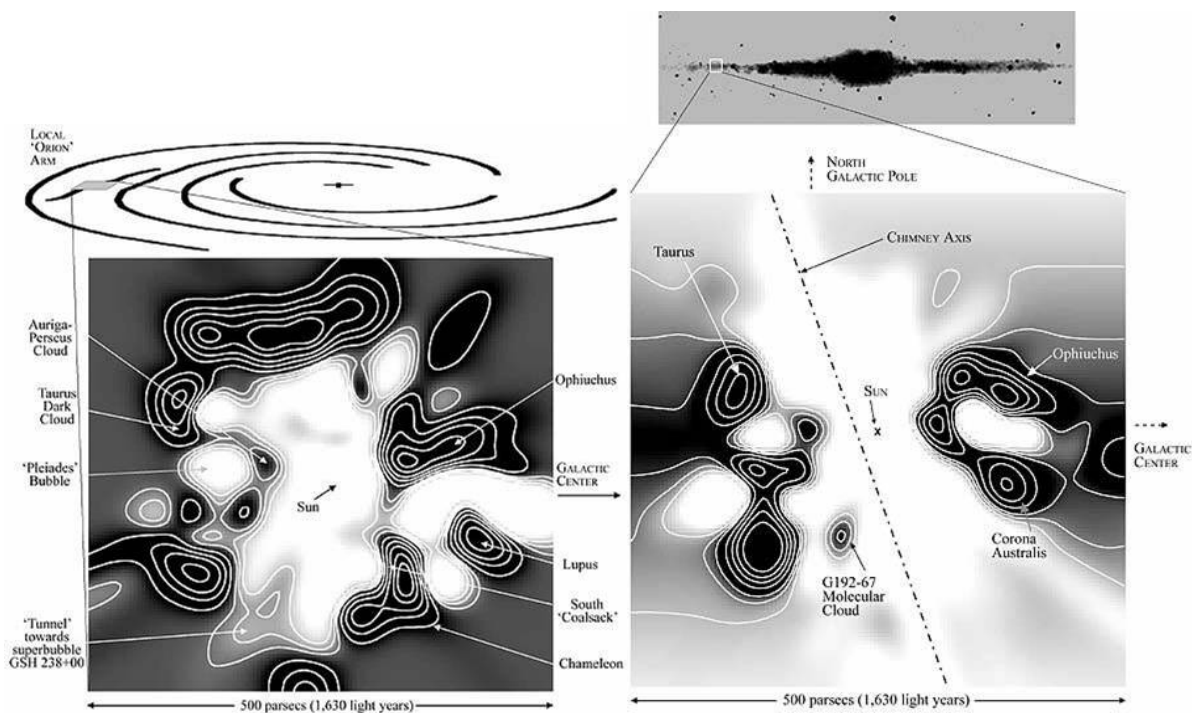 LOCAL
'ORION'
ARM
Auriga-
Perseus
Cloud
Taurus
Dark
Cloud
'Pleiades'
Bubble
'Tunnel'
towards
superbubble
GSH 238+00
Sun
Ophiuchus
GALACTIC
CENTER
Lupus
South
'Coalsack'
Chameleon
500 parsecs (1,630 light years)
NORTH
GALACTIC POLE
CHIMNEY AXIS
Taurus
Ophiuchus
SUN
x
GALACTIC
CENTER
Corona
Australis
G192-67
Molecular
Cloud
500 parsecs (1,630 light years)